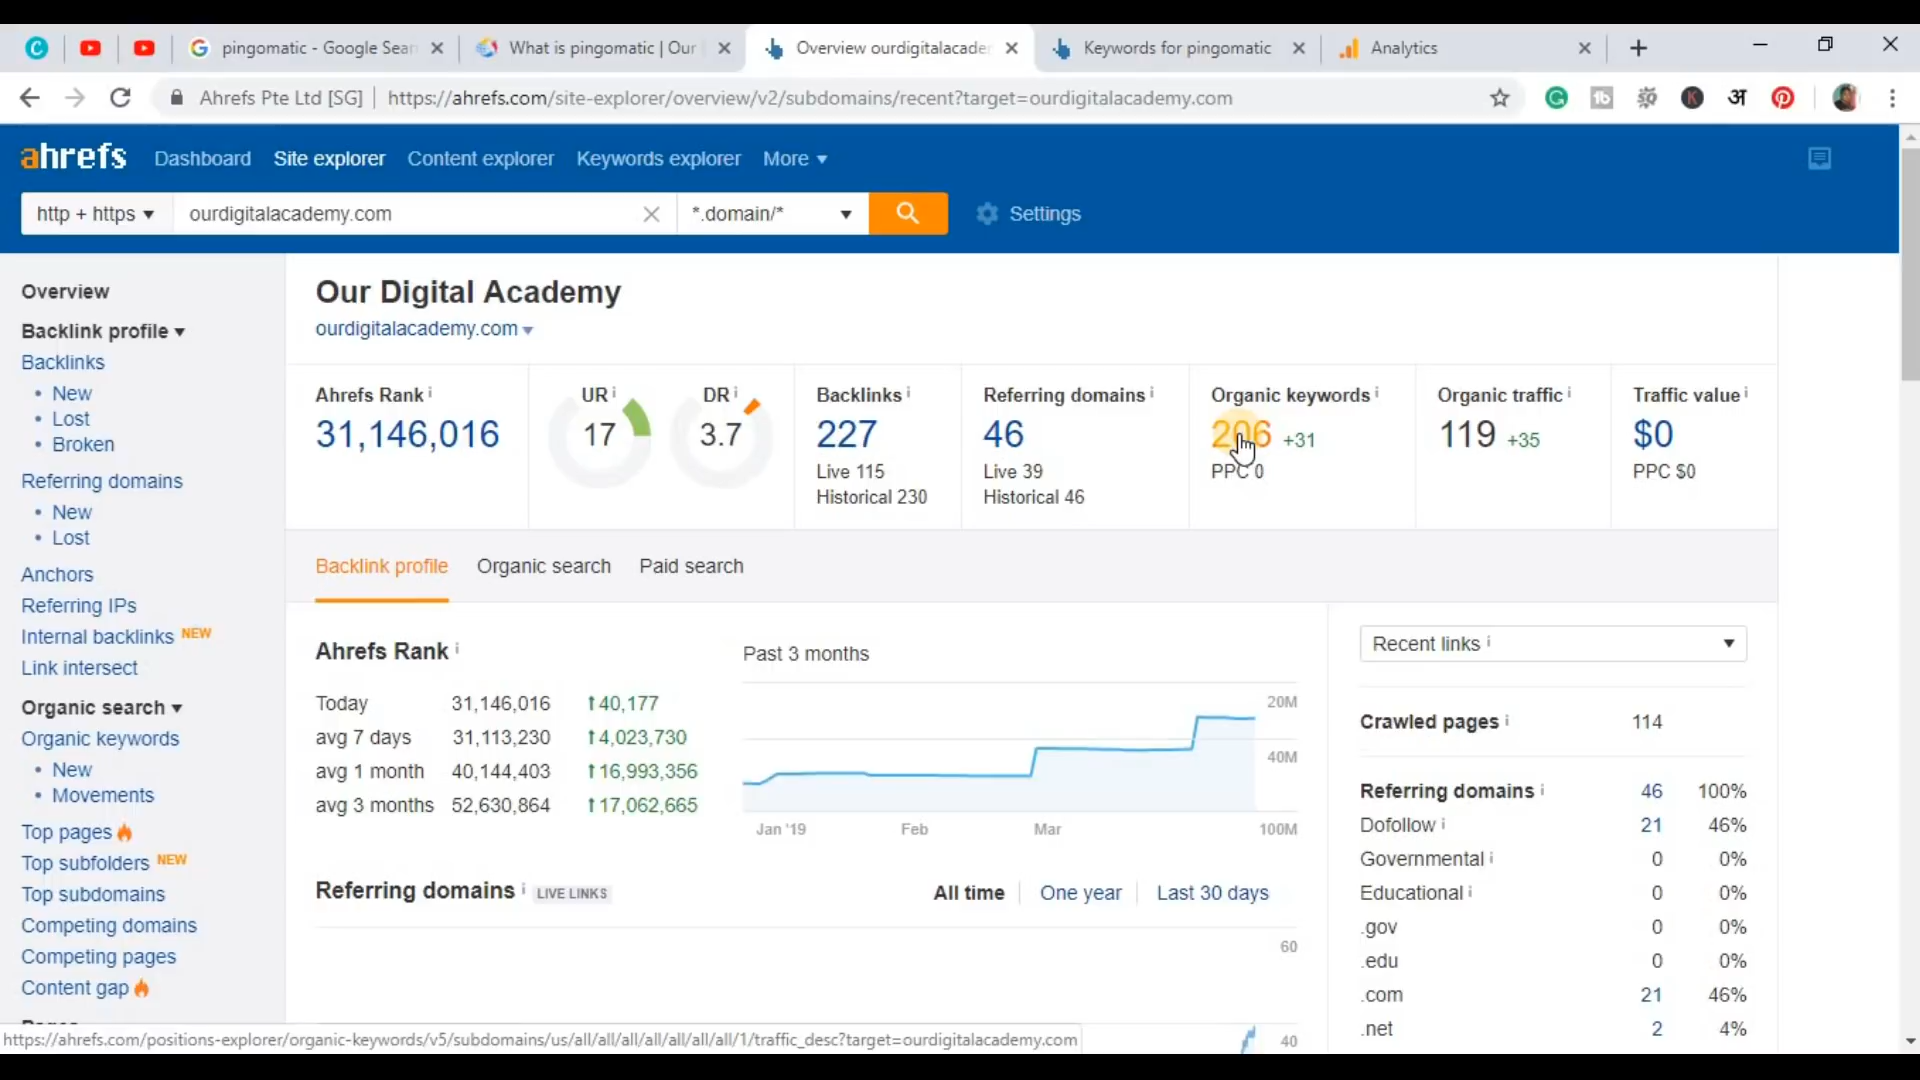 pingomatic - Google Sear
What is pingomatic | Our
Overview ourdigitalacade
Keywords for pingomatic
Analytics
Ahrefs Pte Ltd [SG]
https://ahrefs.com/site-explorer/overview/v2/subdomains/recent?target=ourdigitalacademy.com
ahrefs Dashboard Site explorer Content explorer Keywords explorer More
http + https ourdigitalacademy.com *.domain/* Settings
Overview
Backlink profile
Backlinks
• New
• Lost
• Broken
Referring domains
• New
• Lost
Anchors
Referring IPs
Internal backlinks NEW
Link intersect
Organic search
Organic keywords
• New
• Movements
Top pages
Top subfolders NEW
Top subdomains
Competing domains
Competing pages
Content gap
Our Digital Academy
ourdigitalacademy.com
Ahrefs Rank
31,146,016
UR
17
DR
3.7
Backlinks
227
Live 115
Historical 230
Referring domains
46
Live 39
Historical 46
Organic keywords
206 +31
PPC 0
Organic traffic
119 +35
Traffic value
$0
PPC $0
Backlink profile Organic search Paid search
Ahrefs Rank
Today 31,146,016 40,177
avg 7 days 31,113,230 4,023,730
avg 1 month 40,144,403 16,993,356
avg 3 months 52,630,864 17,062,665
Past 3 months
20M
40M
100M
Jan '19 Feb Mar
Referring domains LIVE LINKS
All time One year Last 30 days
60
40
Recent links
Crawled pages 114
Referring domains 46 100%
Dofollow 21 46%
Governmental 0 0%
Educational 0 0%
.gov 0 0%
.edu 0 0%
.com 21 46%
.net 2 4%
https://ahrefs.com/positions-explorer/organic-keywords/v5/subdomains/us/all/all/all/all/all/all/all/1/traffic_desc?target=ourdigitalacademy.com